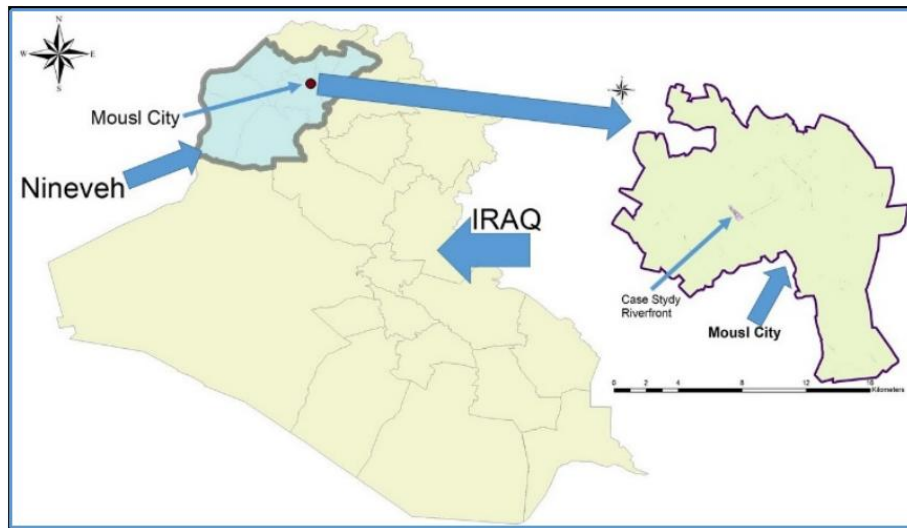 N
W E
S
Mousl City
Nineveh
IRAQ
Case Stydy
Riverfront
Mousl City
0 2 4 8 12 16
Kilometers